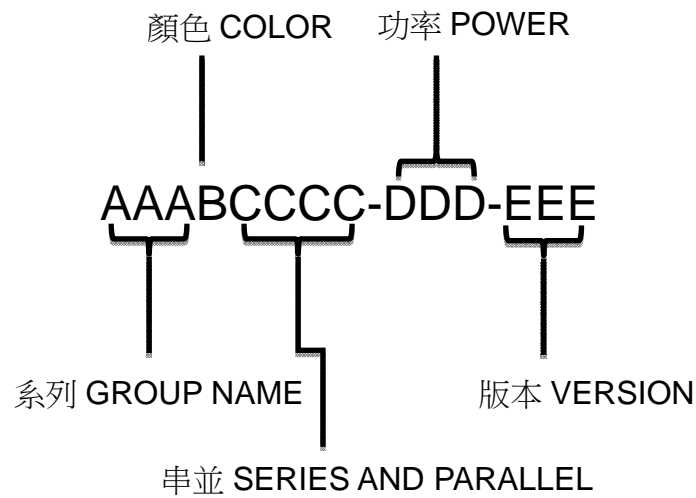 顏色 COLOR 功率 POWER
AAABCCCC-DDD-EEE
系列 GROUP NAME 版本 VERSION
串並 SERIES AND PARALLEL